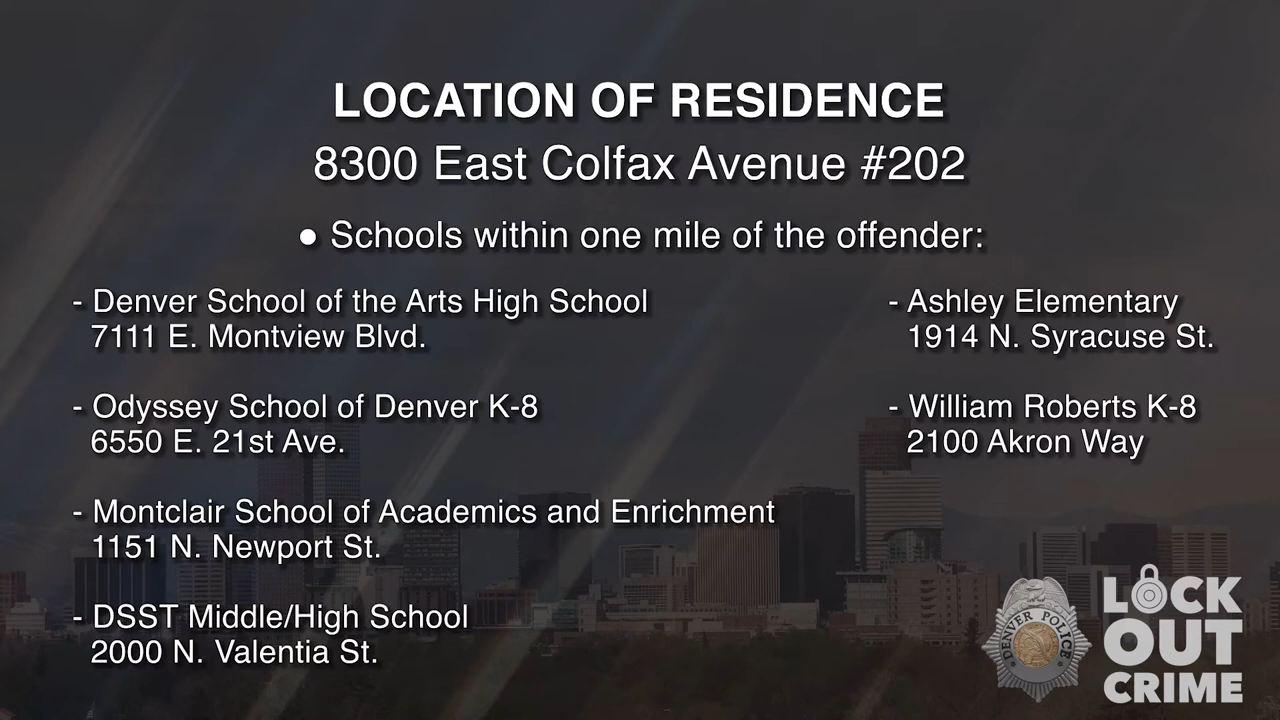 LOCATION OF RESIDENCE
8300 East Colfax Avenue #202
● Schools within one mile of the offender:
- Denver School of the Arts High School
7111 E. Montview Blvd.
- Odyssey School of Denver K-8
6550 E. 21st Ave.
- Montclair School of Academics and Enrichment
1151 N. Newport St.
- DSST Middle/High School
2000 N. Valentia St.
- Ashley Elementary
1914 N. Syracuse St.
- William Roberts K-8
2100 Akron Way
DENVER POLICE
LOCK
OUT
CRIME